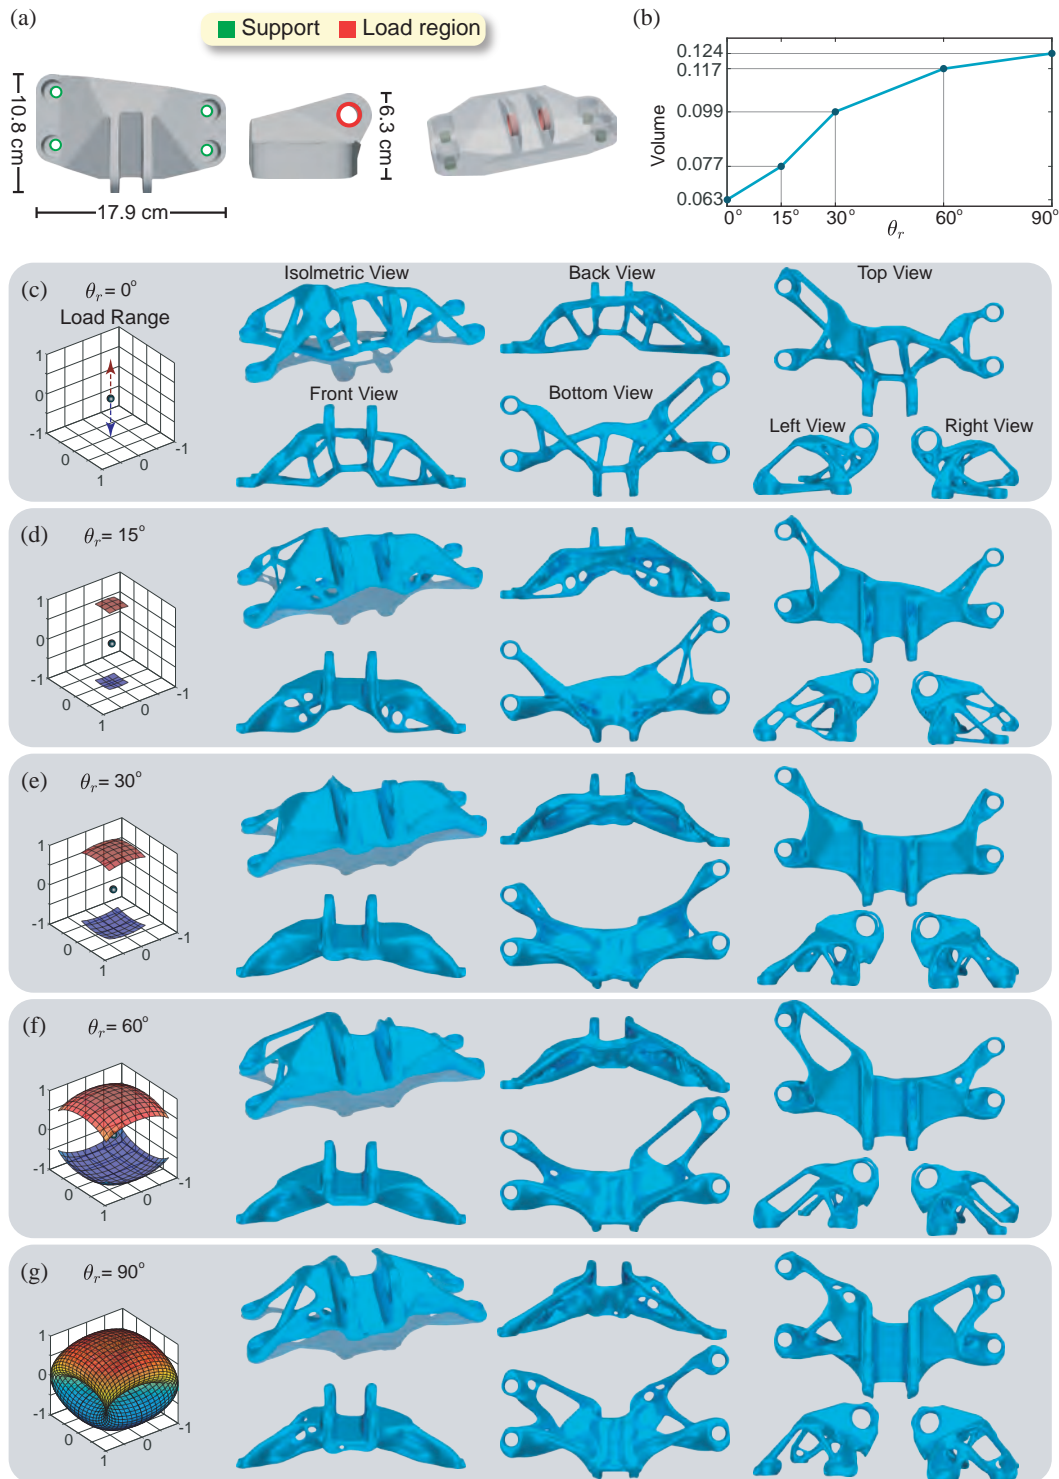 (a)
Support
Load region
10.8 cm
17.9 cm
6.3 cm
(b)
Volume
0.124
0.117
0.099
0.077
0.063
0° 15° 30° 60° 90°
θr
(c)
θr = 0°
Load Range
1
0
-1
0
1
0
-1
Isolmetric View
Back View
Top View
Front View
Bottom View
Left View
Right View
(d)
θr = 15°
1
0
-1
0
1
0
-1
(e)
θr = 30°
1
0
-1
0
1
0
-1
(f)
θr = 60°
1
0
-1
0
1
0
-1
(g)
θr = 90°
1
0
-1
0
1
0
-1